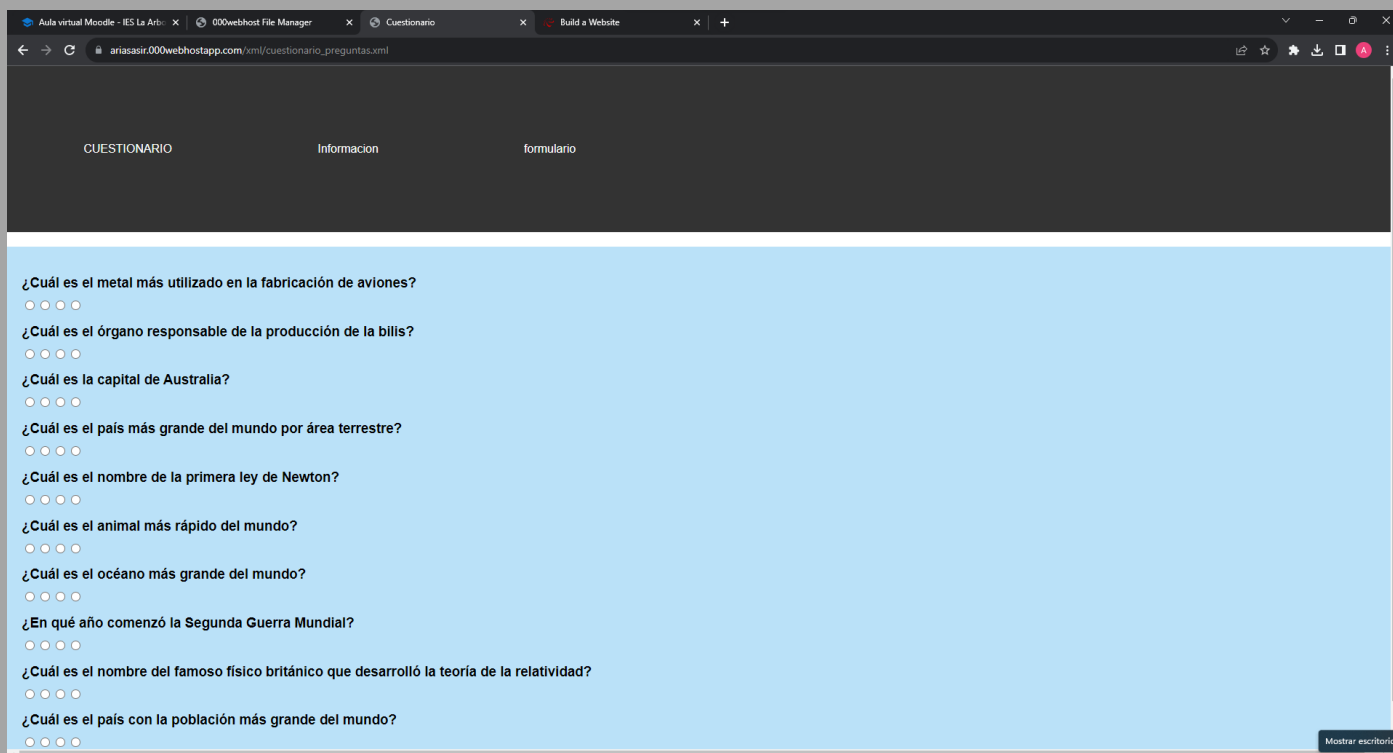 Aula virtual Moodle - IES La Arbo
000webhost File Manager
Cuestionario
Build a Website
ariasasir.000webhostapp.com/xml/cuestionario_preguntas.xml
A
CUESTIONARIO
Informacion
formulario
¿Cuál es el metal más utilizado en la fabricación de aviones?
¿Cuál es el órgano responsable de la producción de la bilis?
¿Cuál es la capital de Australia?
¿Cuál es el país más grande del mundo por área terrestre?
¿Cuál es el nombre de la primera ley de Newton?
¿Cuál es el animal más rápido del mundo?
¿Cuál es el océano más grande del mundo?
¿En qué año comenzó la Segunda Guerra Mundial?
¿Cuál es el nombre del famoso físico británico que desarrolló la teoría de la relatividad?
¿Cuál es el país con la población más grande del mundo?
Mostrar escritorio